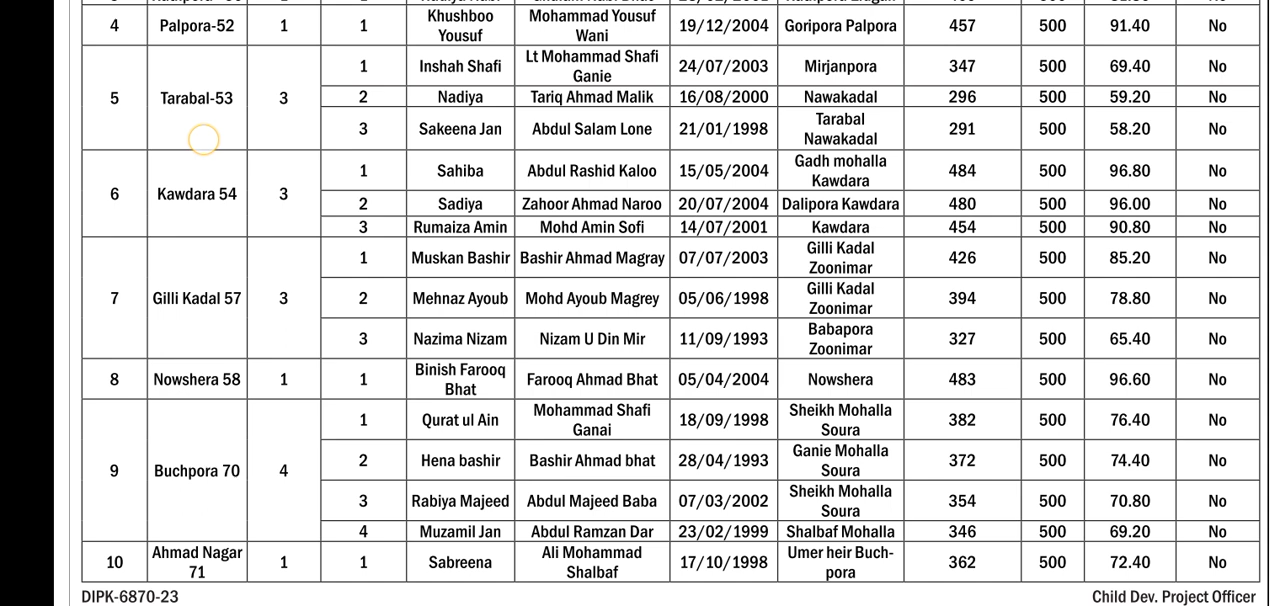 4 Palpora-52 1 1 Khushboo Yousuf Mohammad Yousuf Wani 19/12/2004 Goripora Palpora 457 500 91.40 No
5 Tarabal-53 3 1 Inshah Shafi Lt Mohammad Shafi Ganie 24/07/2003 Mirjanpora 347 500 69.40 No
2 Nadiya Tariq Ahmad Malik 16/08/2000 Nawakadal 296 500 59.20 No
3 Sakeena Jan Abdul Salam Lone 21/01/1998 Tarabal Nawakadal 291 500 58.20 No
6 Kawdara 54 3 1 Sahiba Abdul Rashid Kaloo 15/05/2004 Gadh mohalla Kawdara 484 500 96.80 No
2 Sadiya Zahoor Ahmad Naroo 20/07/2004 Dalipora Kawdara 480 500 96.00 No
3 Rumaiza Amin Mohd Amin Sofi 14/07/2001 Kawdara 454 500 90.80 No
7 Gilli Kadal 57 3 1 Muskan Bashir Bashir Ahmad Magray 07/07/2003 Gilli Kadal Zoonimar 426 500 85.20 No
2 Mehnaz Ayoub Mohd Ayoub Magrey 05/06/1998 Gilli Kadal Zoonimar 394 500 78.80 No
3 Nazima Nizam Nizam U Din Mir 11/09/1993 Babapora Zoonimar 327 500 65.40 No
8 Nowshera 58 1 1 Binish Farooq Bhat Farooq Ahmad Bhat 05/04/2004 Nowshera 483 500 96.60 No
9 Buchpora 70 4 1 Qurat ul Ain Mohammad Shafi Ganai 18/09/1998 Sheikh Mohalla Soura 382 500 76.40 No
2 Hena bashir Bashir Ahmad bhat 28/04/1993 Ganie Mohalla Soura 372 500 74.40 No
3 Rabiya Majeed Abdul Majeed Baba 07/03/2002 Sheikh Mohalla Soura 354 500 70.80 No
4 Muzamil Jan Abdul Ramzan Dar 23/02/1999 Shalbaf Mohalla 346 500 69.20 No
10 Ahmad Nagar 71 1 1 Sabreena Ali Mohammad Shalbaf 17/10/1998 Umer heir Buch-pora 362 500 72.40 No
DIPK-6870-23 Child Dev. Project Officer